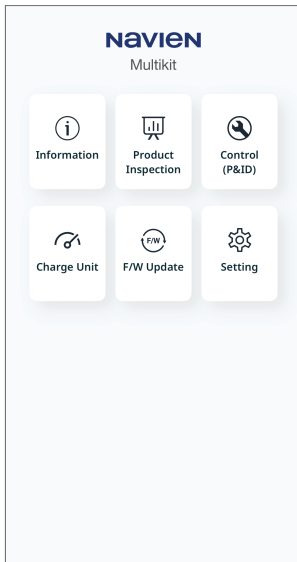 NAVIEN
Multikit
Information
Product
Inspection
Control
(P&ID)
Charge Unit
F/W
F/W Update
Setting